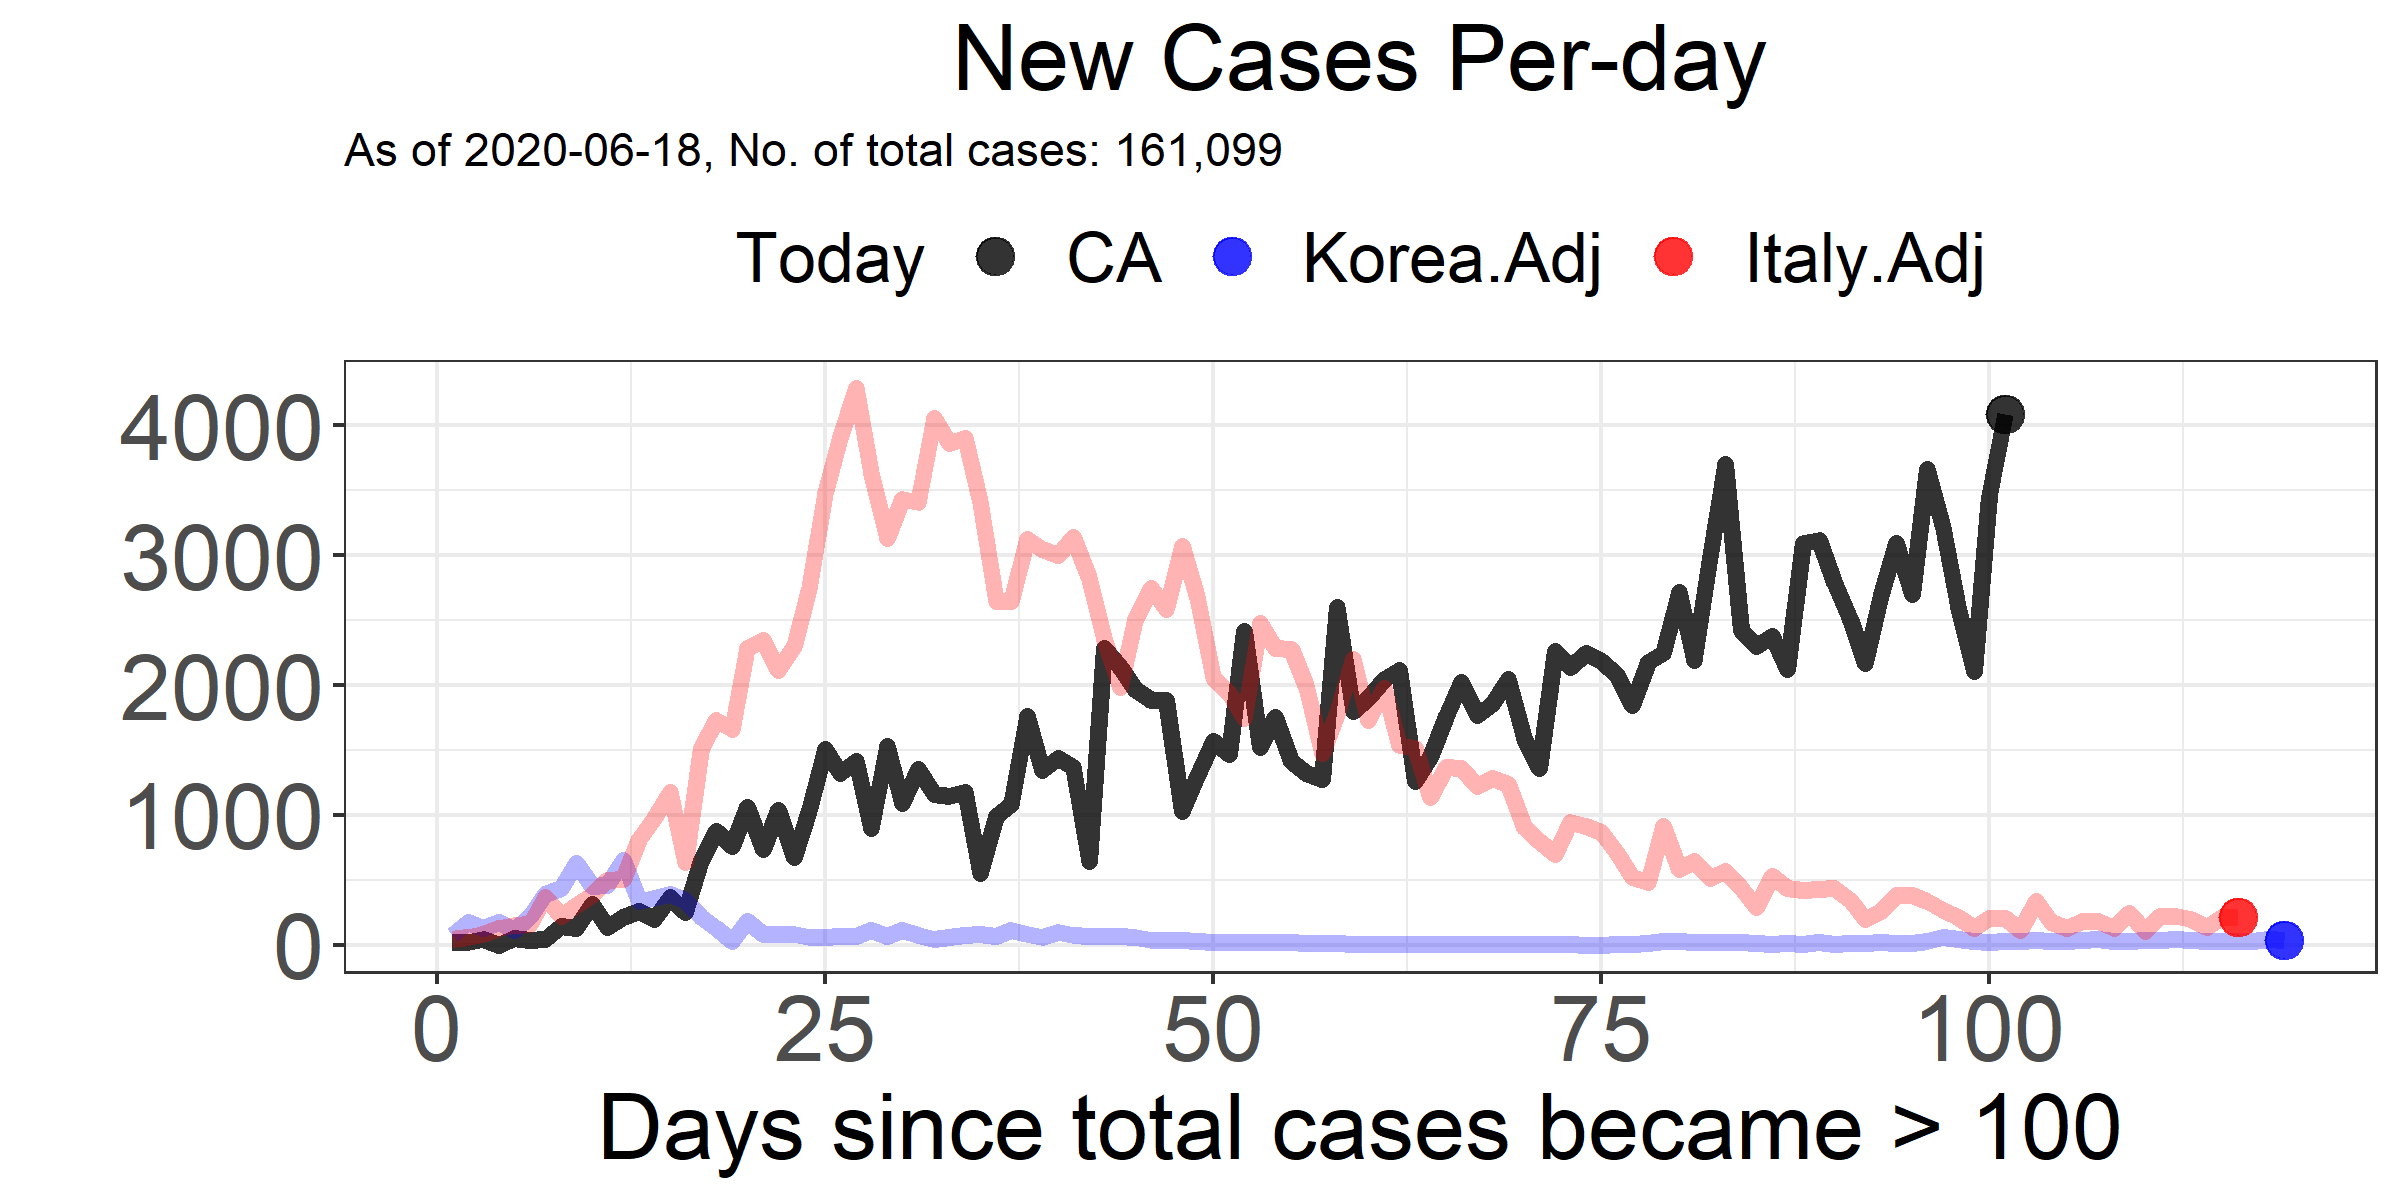 New Cases Per-day
As of 2020-06-18, No. of total cases: 161,099
Today CA Korea.Adj Italy.Adj
4000
3000
2000
1000
0
0 25 50 75 100
Days since total cases became > 100